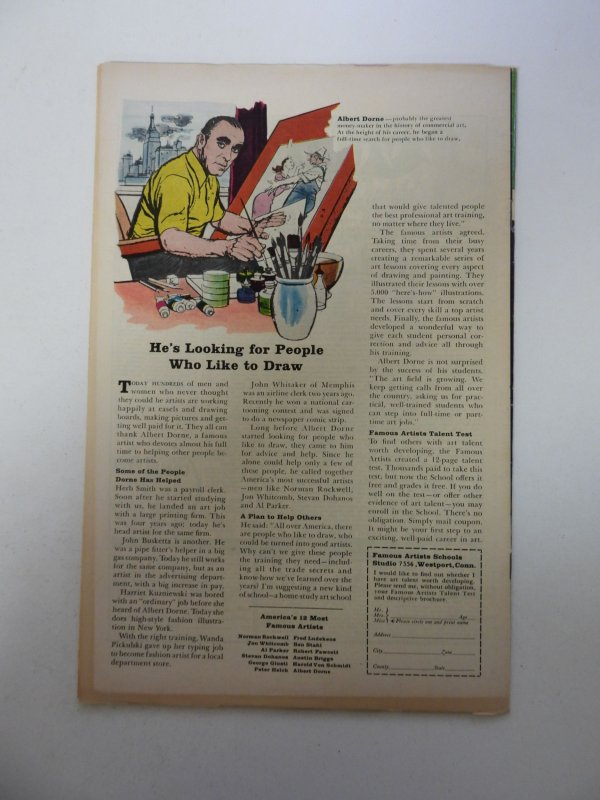 Albert Dorne — probably the greatest
money-maker in the history of commercial art,
At the height of his career, he began a
full-time search for people who like to draw,
He's Looking for People
Who Like to Draw
TODAY HUNDREDS of men and
women who never thought
they could be artists are working
happily at easels and drawing
boards, making pictures and get-
ting well paid for it. They all can
thank Albert Dorne, a famous
artist who devotes almost his full
time to helping other people be-
come artists.
Some of the People
Dorne Has Helped
Herb Smith was a payroll clerk.
Soon after he started studying
with us, he landed an art job
with a large printing firm. This
was four years ago; today he's
head artist for the same firm.
John Busketta is another. He
was a pipe fitter's helper in a big
gas company. Today he still works
for the same company, but as an
artist in the advertising depart-
ment, with a big increase in pay.
Harriet Kuzniewski was bored
with an "ordinary" job before she
heard of Albert Dorne. Today she
does high-style fashion illustra-
tion in New York.
With the right training, Wanda
Pickulski gave up her typing job
to become fashion artist for a local
department store.
John Whitaker of Memphis
was an airline clerk two years ago.
Recently he won a national car-
tooning contest and was signed
to do a newspaper comic strip.
Long before Albert Dorne
started looking for people who
like to draw, they came to him
for advice and help. Since he
alone could help only a few of
these people, he called together
America's most successful artists
—men like Norman Rockwell,
Jon Whitcomb, Stevan Dohanos
and Al Parker.
A Plan to Help Others
He said: "All over America, there
are people who like to draw, who
could be turned into good artists.
Why can't we give these people
the training they need—includ-
ing all the trade secrets and
know-how we've learned over the
years? I'm suggesting a new kind
of school—a home-study art school
America's 12 Most
Famous Artists
Norman Rockwell Fred Ludekens
Jon Whitcomb Ben Stahl
Al Parker Robert Fawcett
Stevan Dohanos Austin Briggs
George Giusti Harold Von Schmidt
Peter Helck Albert Dorne
that would give talented people
the best professional art training,
no matter where they live."
The famous artists agreed.
Taking time from their busy
careers, they spent several years
creating a remarkable series of
art lessons covering every aspect
of drawing and painting. They
illustrated their lessons with over
5,000 "here's-how" illustrations.
The lessons start from scratch
and cover every skill a top artist
needs. Finally, the famous artists
developed a wonderful way to
give each student personal cor-
rection and advice all through
his training.
Albert Dorne is not surprised
by the success of his students.
"The art field is growing. We
keep getting calls from all over
the country, asking us for prac-
tical, well-trained students who
can step into full-time or part-
time art jobs."
Famous Artists Talent Test
To find others with art talent
worth developing, the Famous
Artists created a 12-page talent
test. Thousands paid to take this
test, but now the School offers it
free and grades it free. If you do
well on the test—or offer other
evidence of art talent—you may
enroll in the School. There's no
obligation. Simply mail coupon.
It might be your first step to an
exciting, well-paid career in art.
Famous Artists Schools
Studio 7356, Westport, Conn.
I would like to find out whether I
have art talent worth developing.
Please send me, without obligation,
your Famous Artists Talent Test
and descriptive brochure.
Mr.
Mrs. Age
Miss Please circle one and print name
Address
City Zone
County State